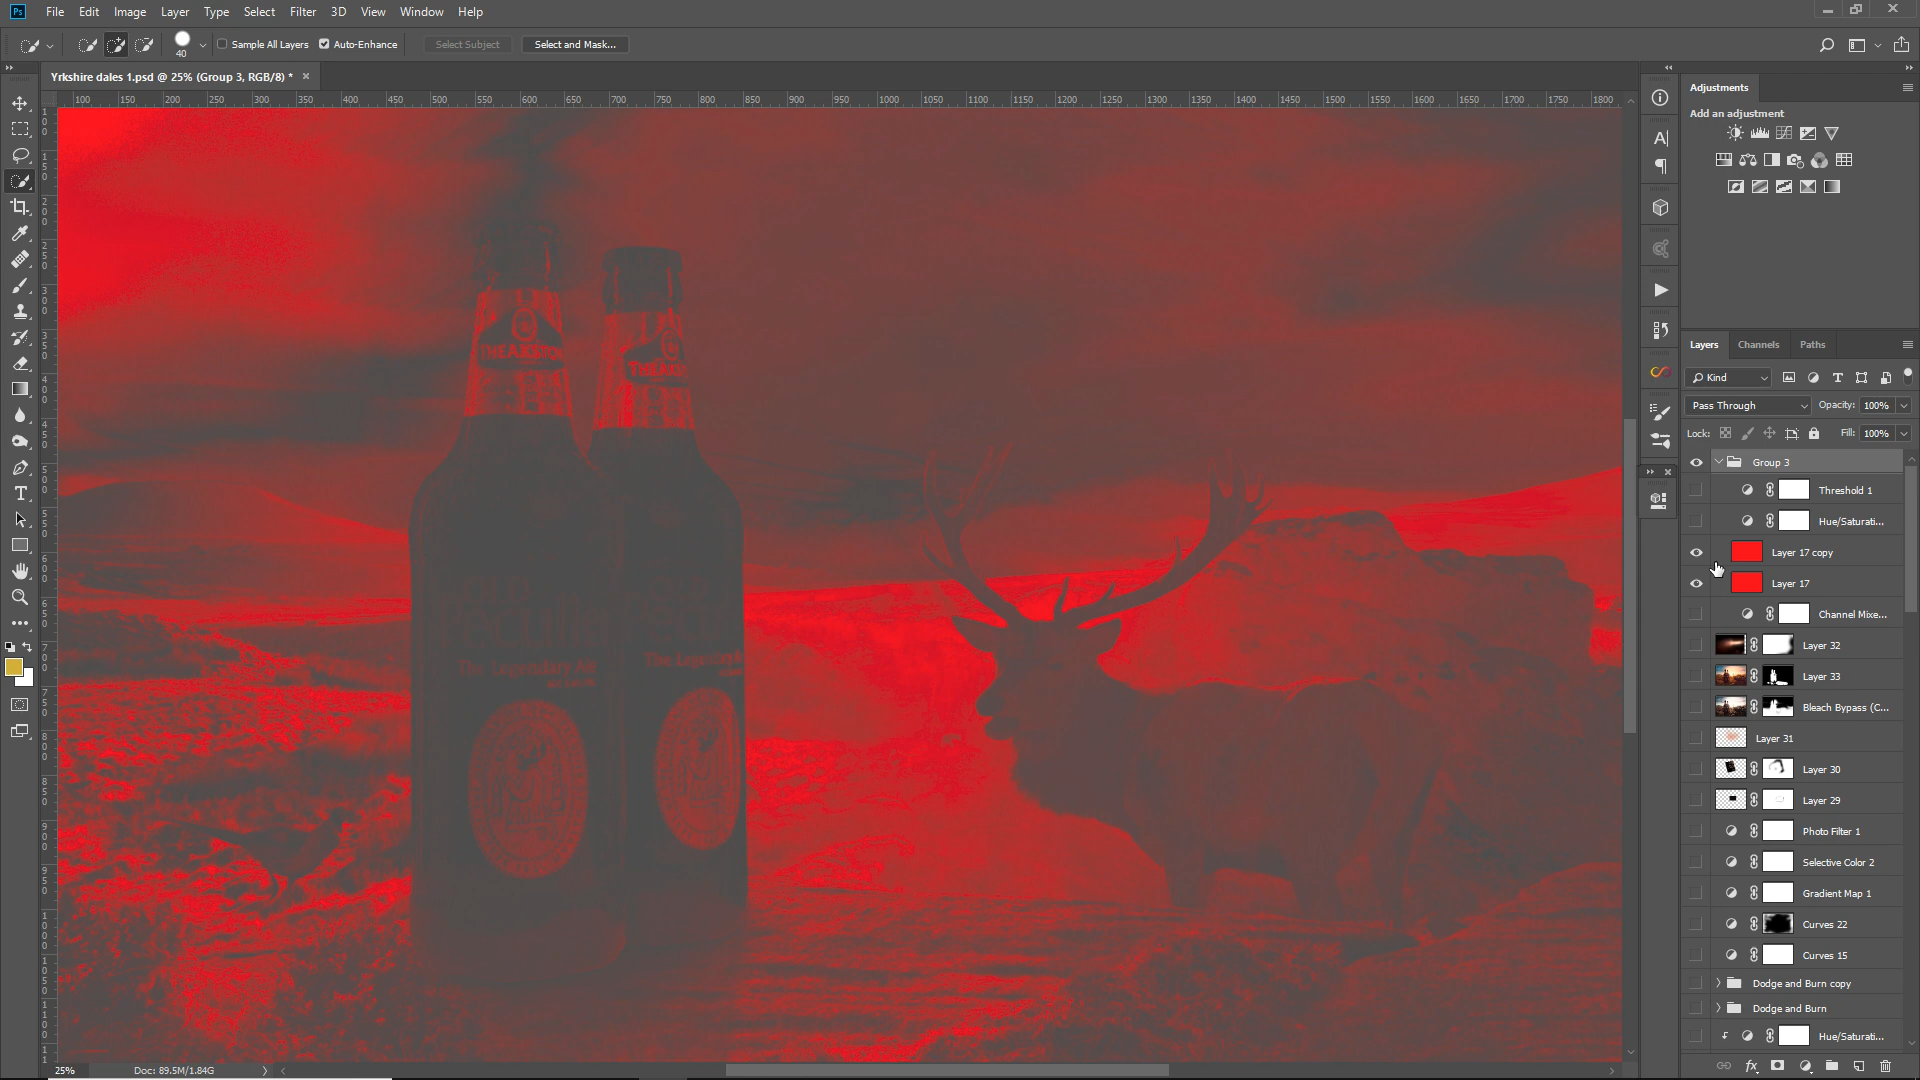 Ps File Edit Image Layer Type Select Filter 3D View Window Help
40 Sample All Layers Auto-Enhance Select Subject Select and Mask...
Yrkshire dales 1.psd @ 25% (Group 3, RGB/8) *
100 150 200 250 300 350 400 450 500 550 600 650 700 750 800 850 900 950 1000 1050 1100 1150 1200 1250 1300 1350 1400 1450 1500 1550 1600 1650 1700 1750 1800
Adjustments
Add an adjustment
Layers Channels Paths
Kind
Pass Through Opacity: 100%
Lock: Fill: 100%
Group 3
Threshold 1
Hue/Saturati...
Layer 17 copy
Layer 17
Channel Mixe...
Layer 32
Layer 33
Bleach Bypass (C...
Layer 31
Layer 30
Layer 29
Photo Filter 1
Selective Color 2
Gradient Map 1
Curves 22
Curves 15
Dodge and Burn copy
Dodge and Burn
Hue/Saturati...
THEAKSTON
The Legendary Ale
25% Doc: 89.5M/1.84G